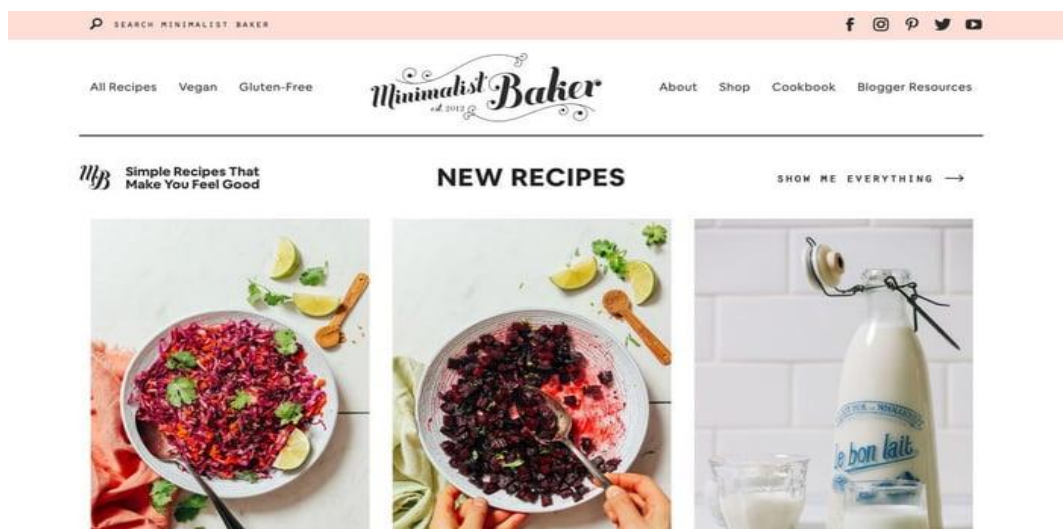 SEARCH MINIMALIST BAKER
All Recipes Vegan Gluten-Free
Minimalist Baker
est. 2012
About Shop Cookbook Blogger Resources
MB
Simple Recipes That
Make You Feel Good
NEW RECIPES
SHOW ME EVERYTHING
le bon lait